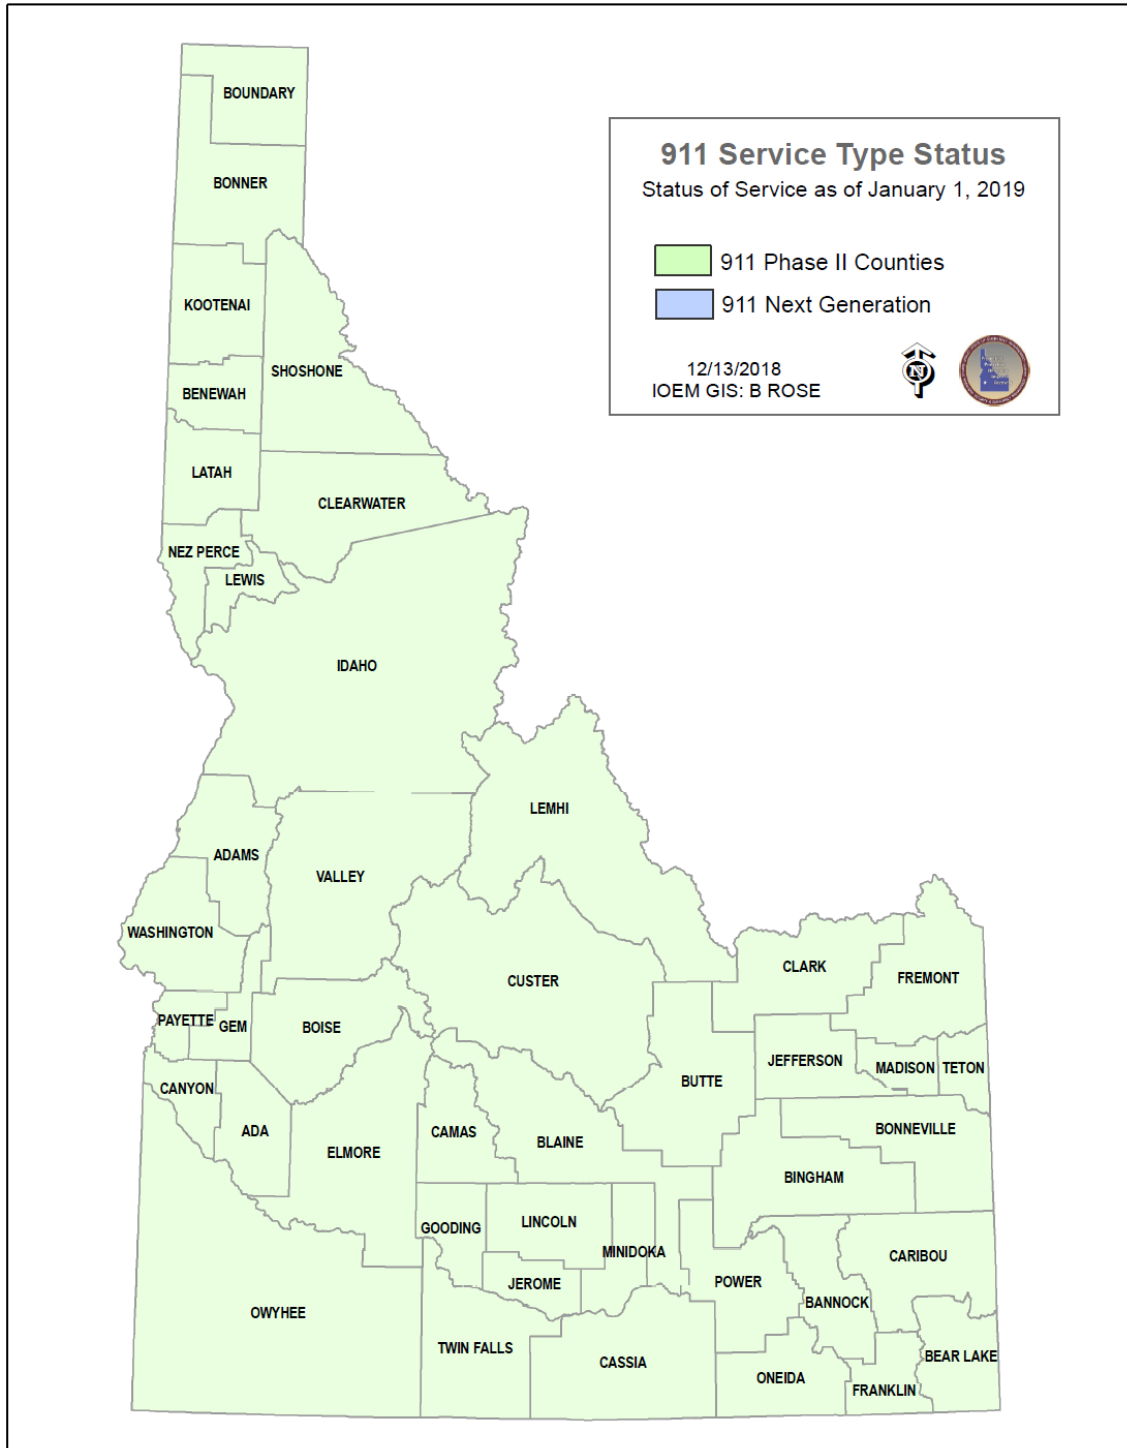 BOUNDARY
911 Service Type Status
Status of Service as of January 1, 2019
911 Phase II Counties
911 Next Generation
12/13/2018
IOEM GIS: B ROSE
N
BONNER
KOOTENAI
SHOSHONE
BENEWAH
LATAH
CLEARWATER
NEZ PERCE
LEWIS
IDAHO
LEMHI
ADAMS
VALLEY
WASHINGTON
CUSTER
CLARK
FREMONT
PAYETTE
GEM
BOISE
JEFFERSON
MADISON
TETON
BUTTE
CANYON
ADA
CAMAS
BLAINE
BONNEVILLE
ELMORE
BINGHAM
GOODING
LINCOLN
MINIDOKA
CARIBOU
JEROME
POWER
BANNOCK
OWYHEE
TWIN FALLS
CASSIA
BEAR LAKE
ONEIDA
FRANKLIN